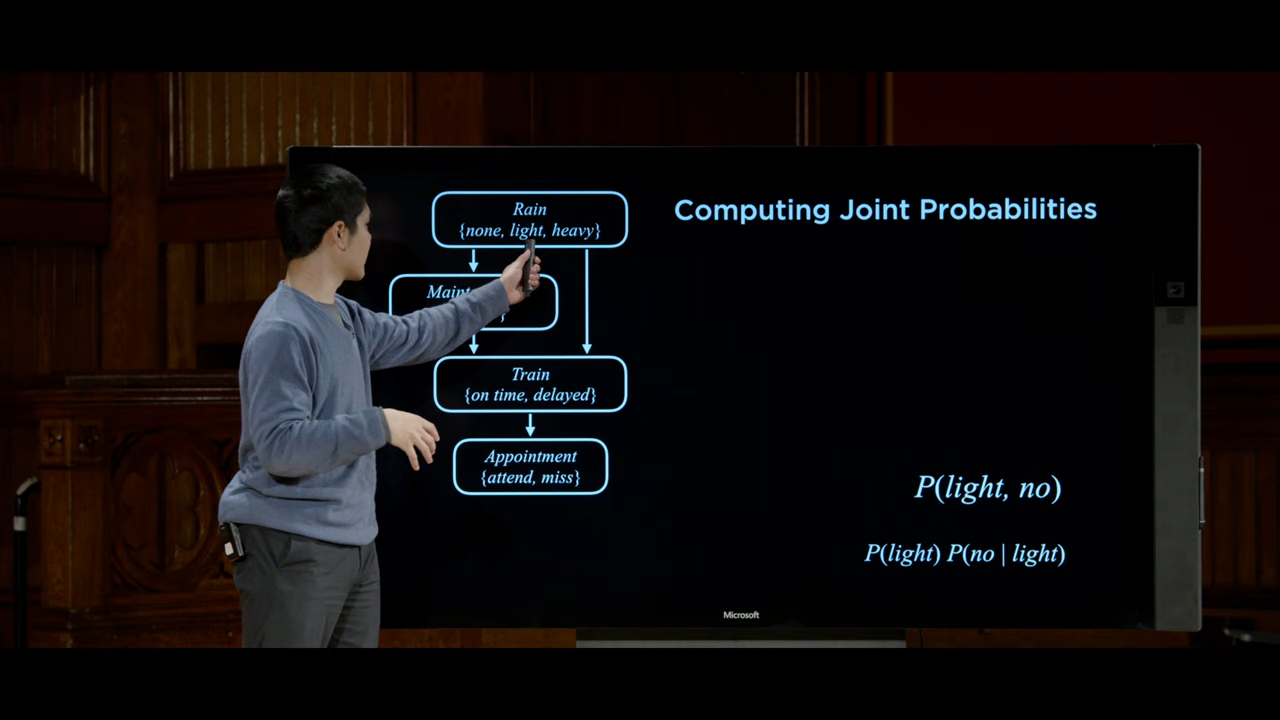 Computing Joint Probabilities
Rain
{none, light, heavy}
Train
{on time, delayed}
Appointment
{attend, miss}
P(light, no)
P(light) P(no | light)
Microsoft